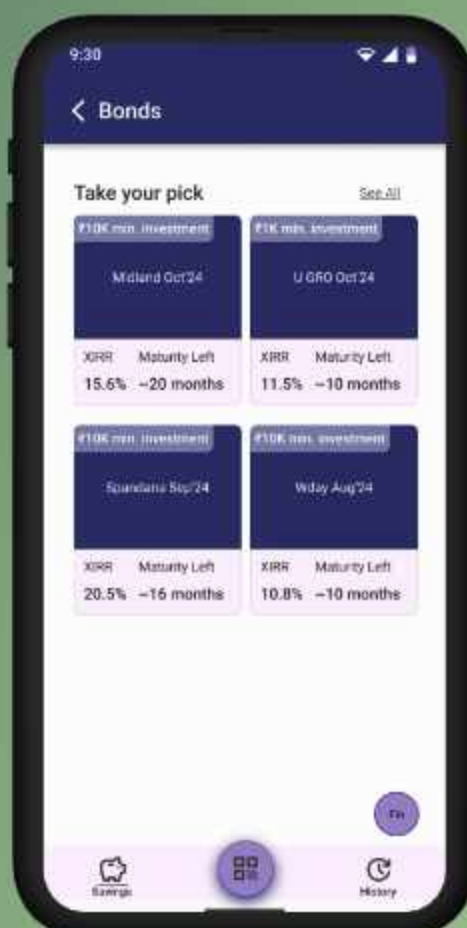 9:30
Bonds
Take your pick
See All
₹10K min. investment
Midland Oct'24
XIRR Maturity Left
15.6% ~20 months
₹1K min. investment
U GRO Oct'24
XIRR Maturity Left
11.5% ~10 months
₹10K min. investment
Spandana Sep'24
XIRR Maturity Left
20.5% ~16 months
₹10K min. investment
Wday Aug'24
XIRR Maturity Left
10.8% ~10 months
Savings
History